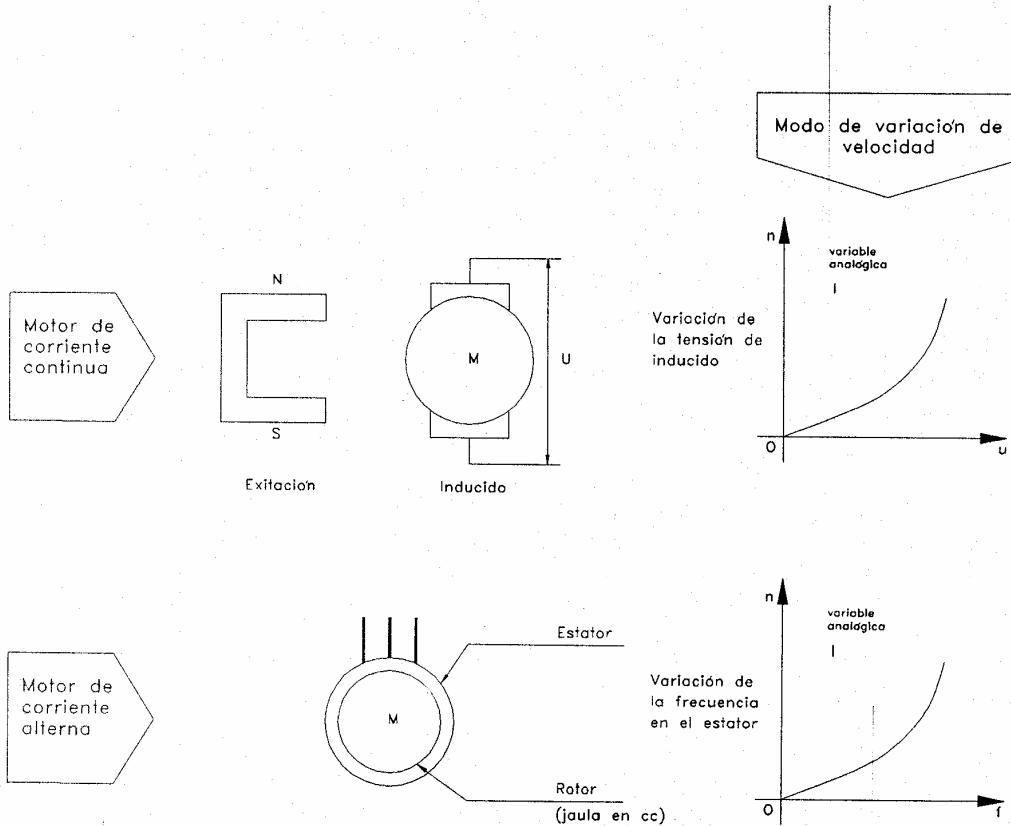 Modo de variación de
velocidad
Motor de
corriente
continua
N
S
Exitación
M
U
Inducido
Variación de
la tensión de
inducido
n
variable
analógica
I
O
u
Motor de
corriente
alterna
M
Estator
Rotor
(jaula en cc)
Variación de
la frecuencia
en el estator
n
variable
analógica
I
O
f